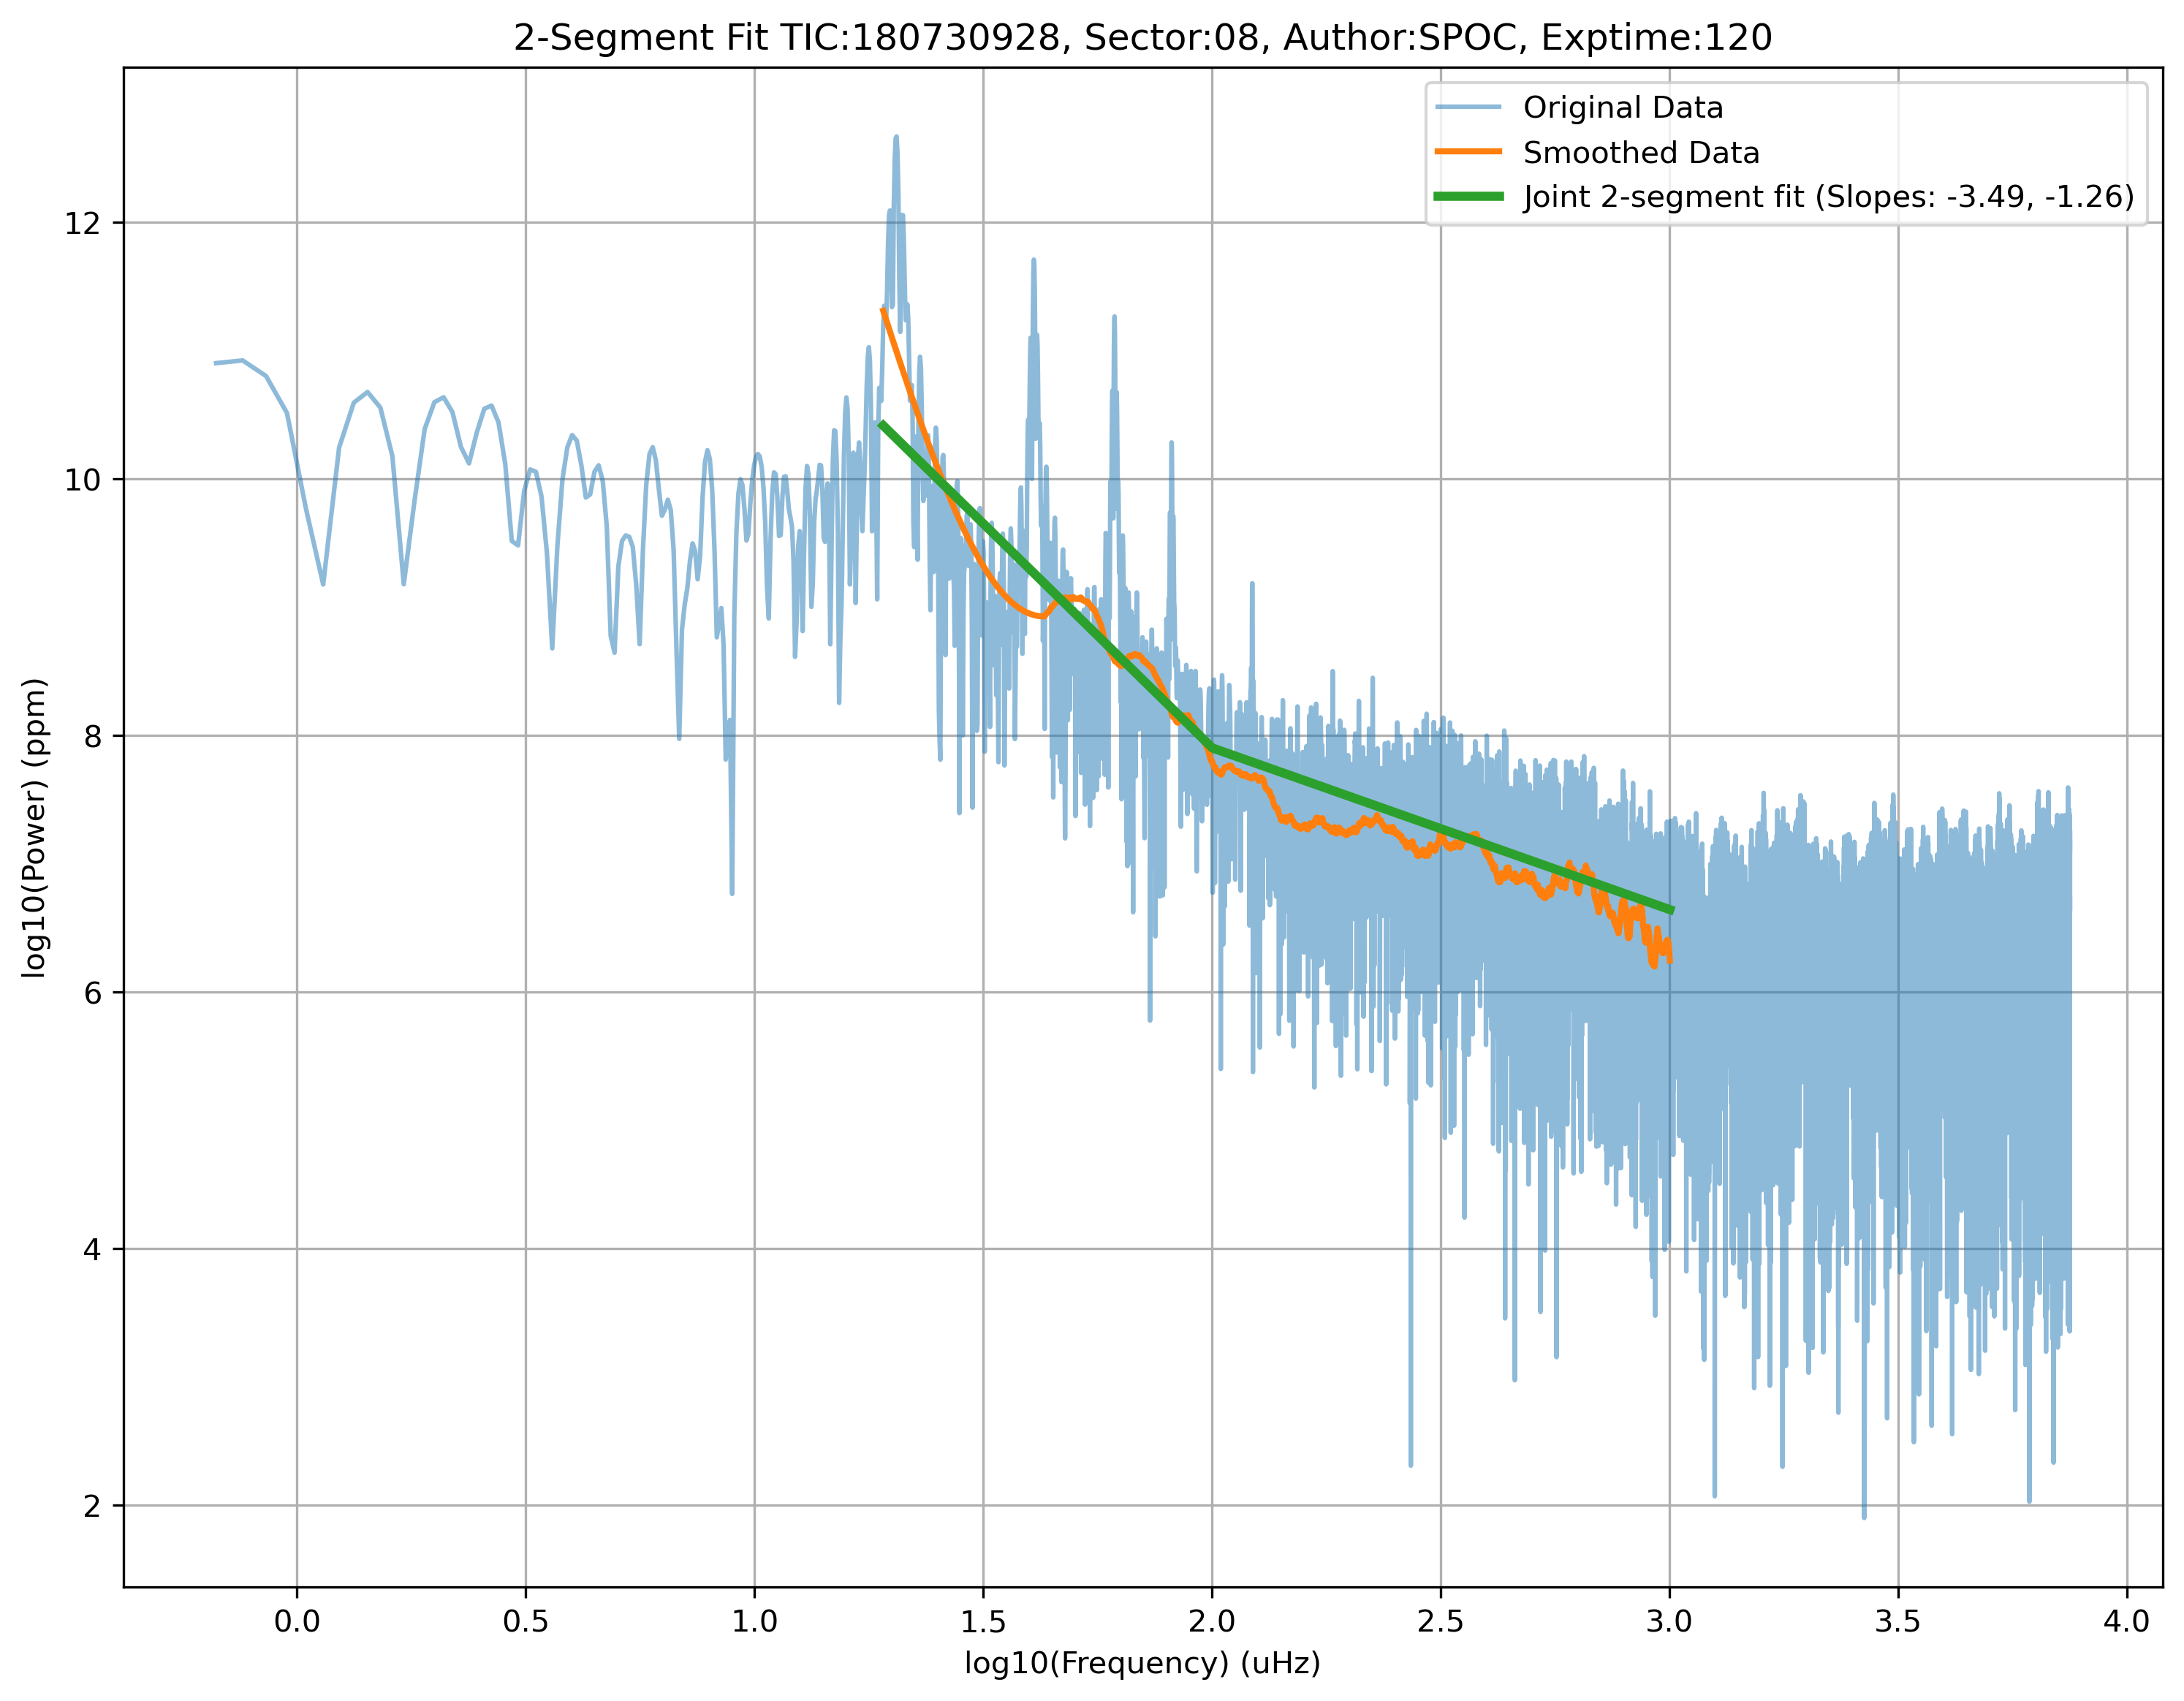 2-Segment Fit TIC:180730928, Sector:08, Author:SPOC, Exptime:120
Original Data
Smoothed Data
Joint 2-segment fit (Slopes: -3.49, -1.26)
12
10
8
6
4
2
log10(Power) (ppm)
0.0 0.5 1.0 1.5 2.0 2.5 3.0 3.5 4.0
log10(Frequency) (uHz)